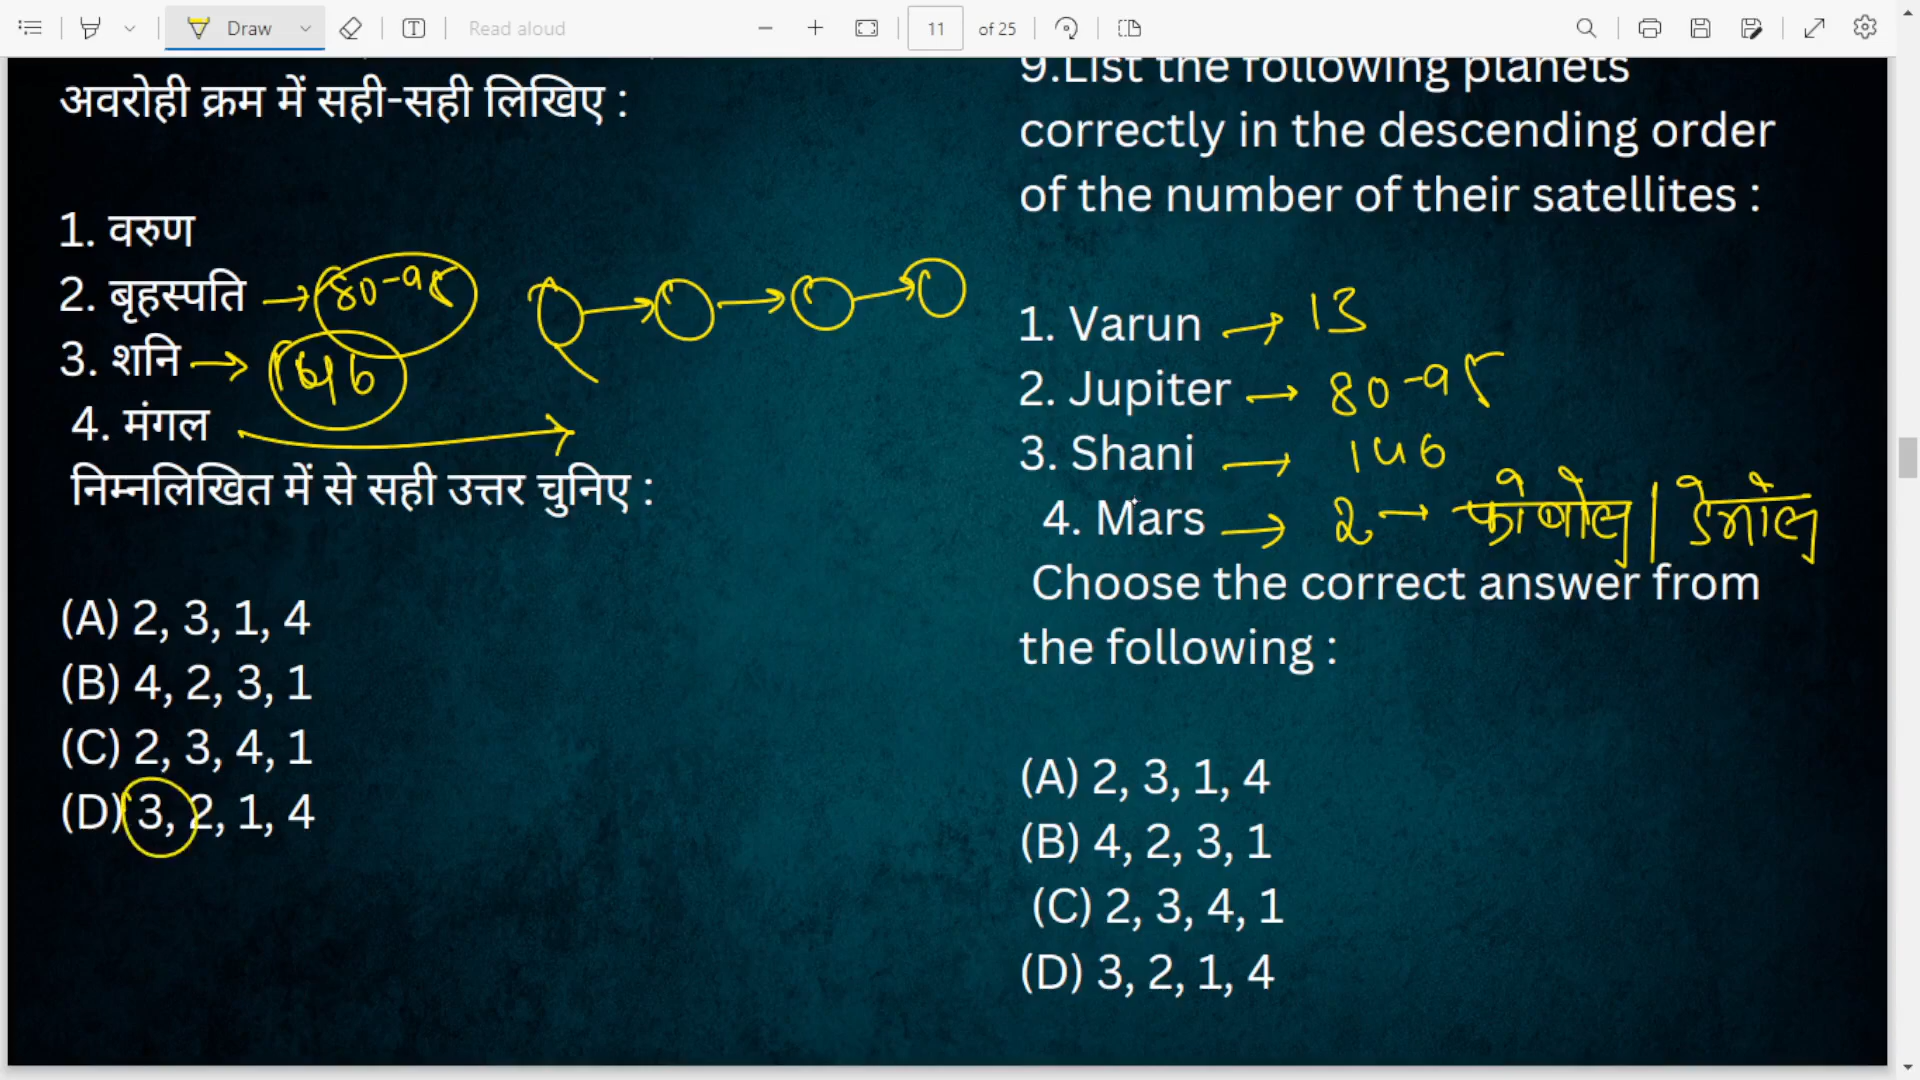 Draw
Read aloud
11 of 25
अवरोही क्रम में सही-सही लिखिए :
1. वरुण
2. बृहस्पति → 80-95
3. शनि → 146
4. मंगल
निम्नलिखित में से सही उत्तर चुनिए :
(A) 2, 3, 1, 4
(B) 4, 2, 3, 1
(C) 2, 3, 4, 1
(D) 3, 2, 1, 4
9.List the following planets
correctly in the descending order
of the number of their satellites :
1. Varun → 13
2. Jupiter → 80-95
3. Shani → 146
4. Mars → 2 →
Choose the correct answer from
the following :
(A) 2, 3, 1, 4
(B) 4, 2, 3, 1
(C) 2, 3, 4, 1
(D) 3, 2, 1, 4